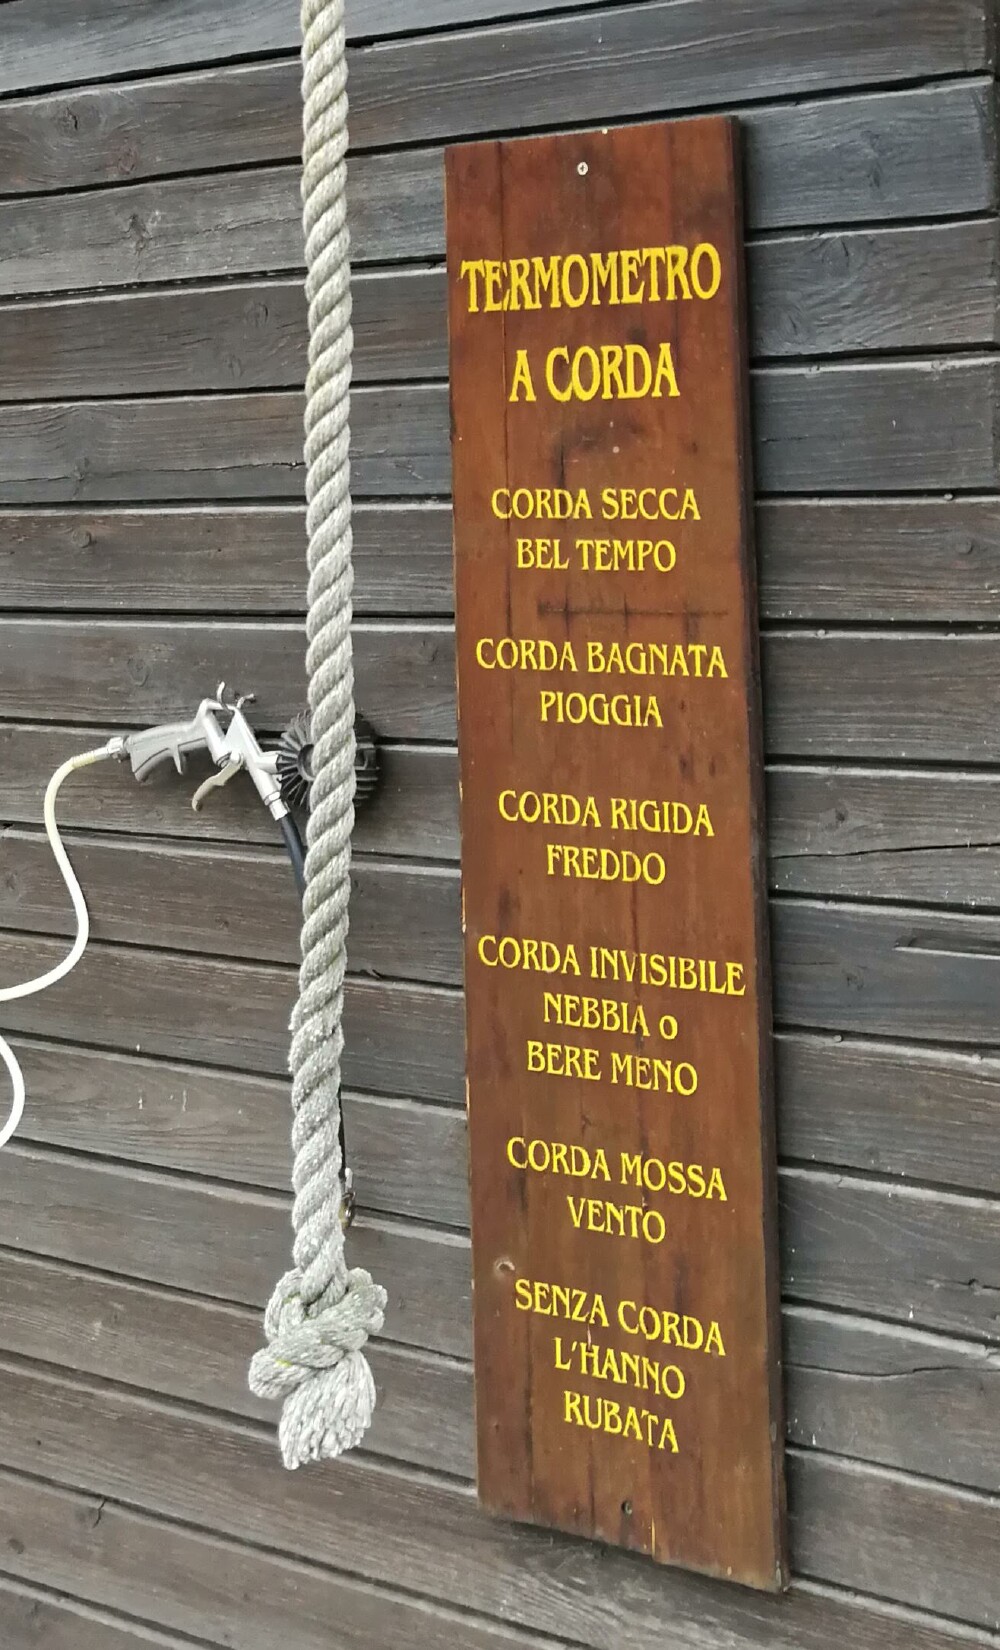 TERMOMETRO
A CORDA
CORDA SECCA
BEL TEMPO
CORDA BAGNATA
PIOGGIA
CORDA RIGIDA
FREDDO
CORDA INVISIBILE
NEBBIA O
BERE MENO
CORDA MOSSA
VENTO
SENZA CORDA
L'HANNO
RUBATA